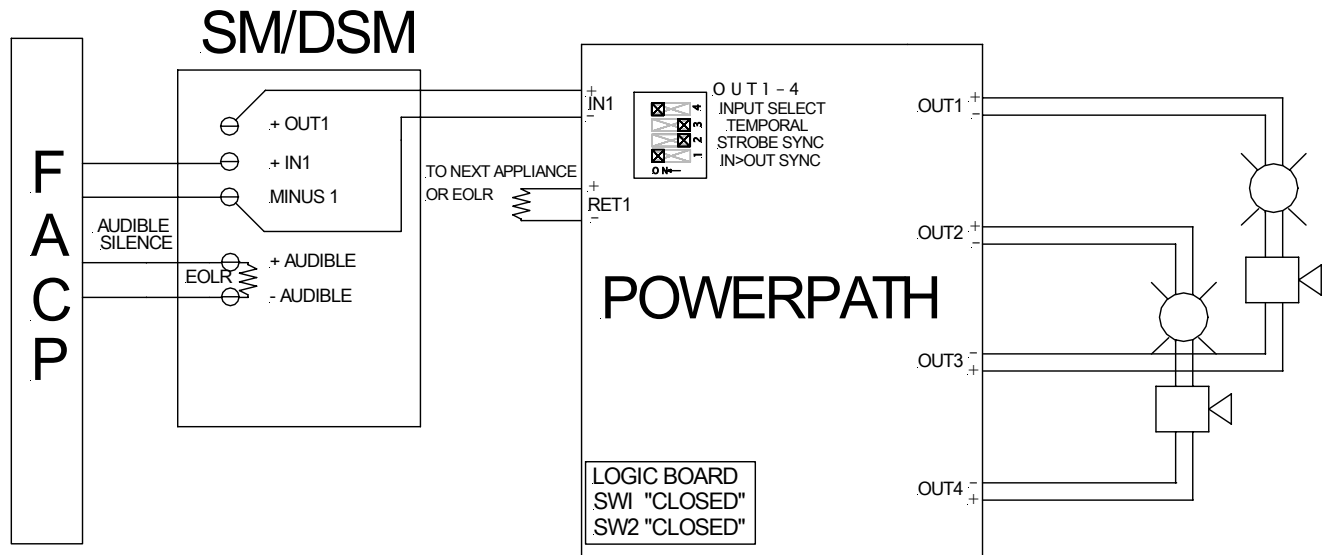 SM/DSM
FACP
+ OUT1
+ IN1
MINUS 1
AUDIBLE
SILENCE
+ AUDIBLE
EOLR
- AUDIBLE
+
IN1
-
TO NEXT APPLIANCE
OR EOLR
+
RET1
-
OUT1-4
4 INPUT SELECT
3 TEMPORAL
2 STROBE SYNC
1 IN>OUT SYNC
ON
POWERPATH
OUT1 +
-
OUT2 +
-
OUT3 -
+
OUT4 -
+
LOGIC BOARD
SW1 "CLOSED"
SW2 "CLOSED"